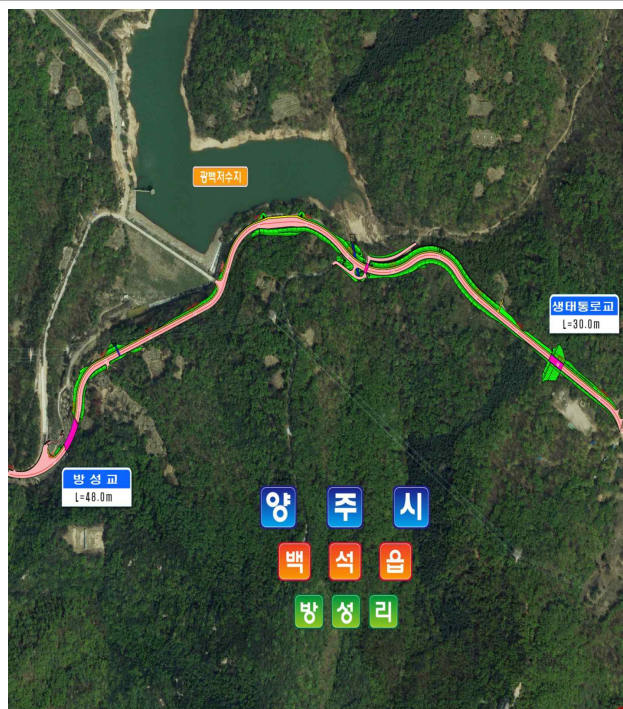 광백저수지
생태통로교
L=30.0m
방성교
L=48.0m
양 주 시
백 석 읍
방 성 리